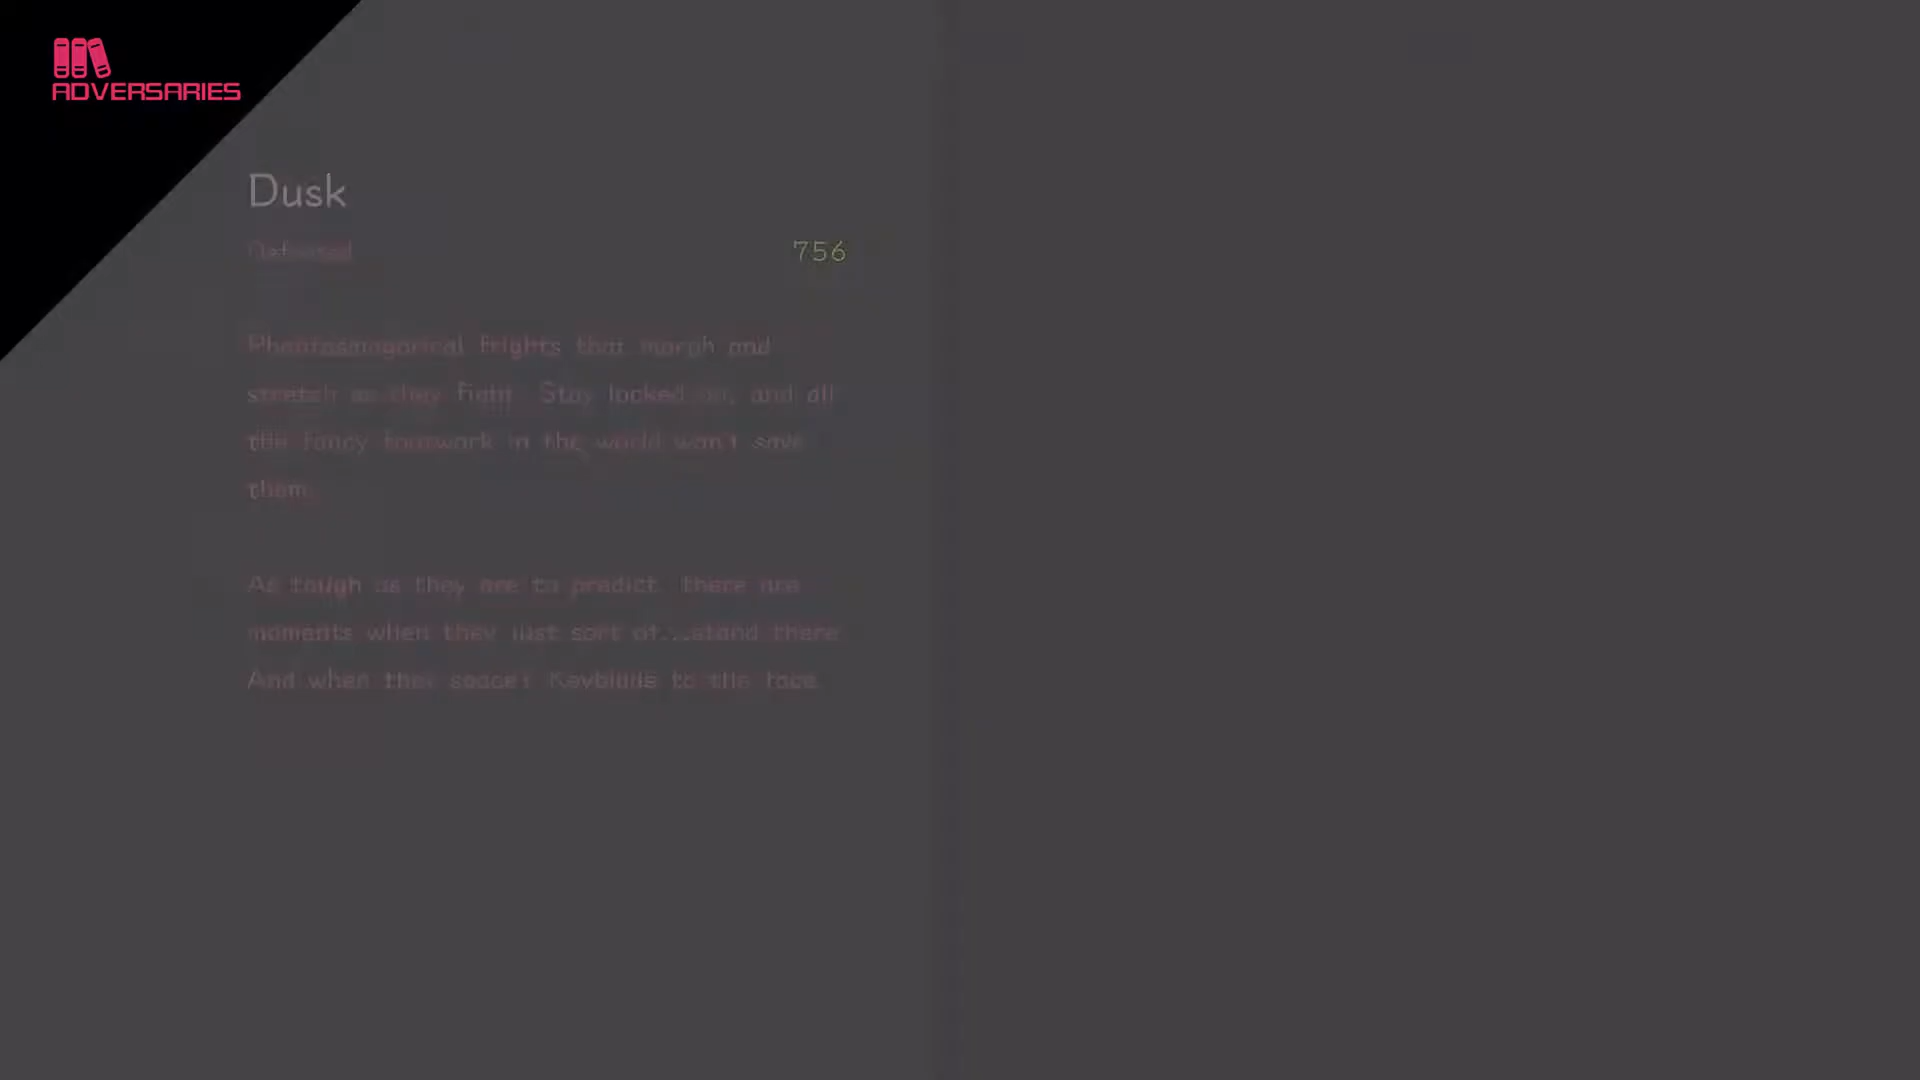 ADVERSARIES
Dusk
Defeated 756
Phantasmagorical frights that morph and
stretch as they fight. Stay locked on, and all
the fancy footwork in the world won't save
them.
As tough as they are to predict, there are
moments when they just sort of...stand there.
And when they space? Keyblade to the face.